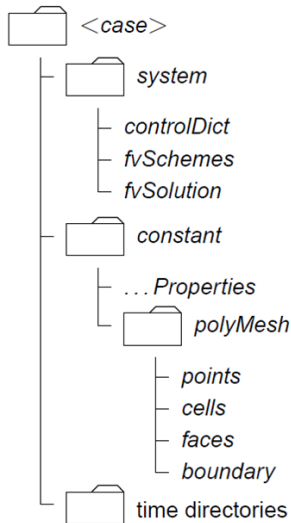 <case>
system
controlDict
fvSchemes
fvSolution
constant
...Properties
polyMesh
points
cells
faces
boundary
time directories